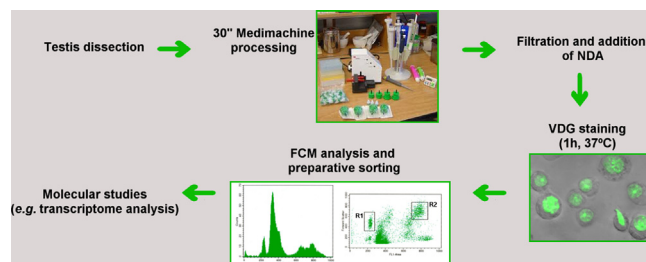 Testis dissection
30" Medimachine
processing
Filtration and addition
of NDA
VDG staining
(1h, 37ºC)
FCM analysis and
preparative sorting
R1
R2
Molecular studies
(e.g. transcriptome analysis)